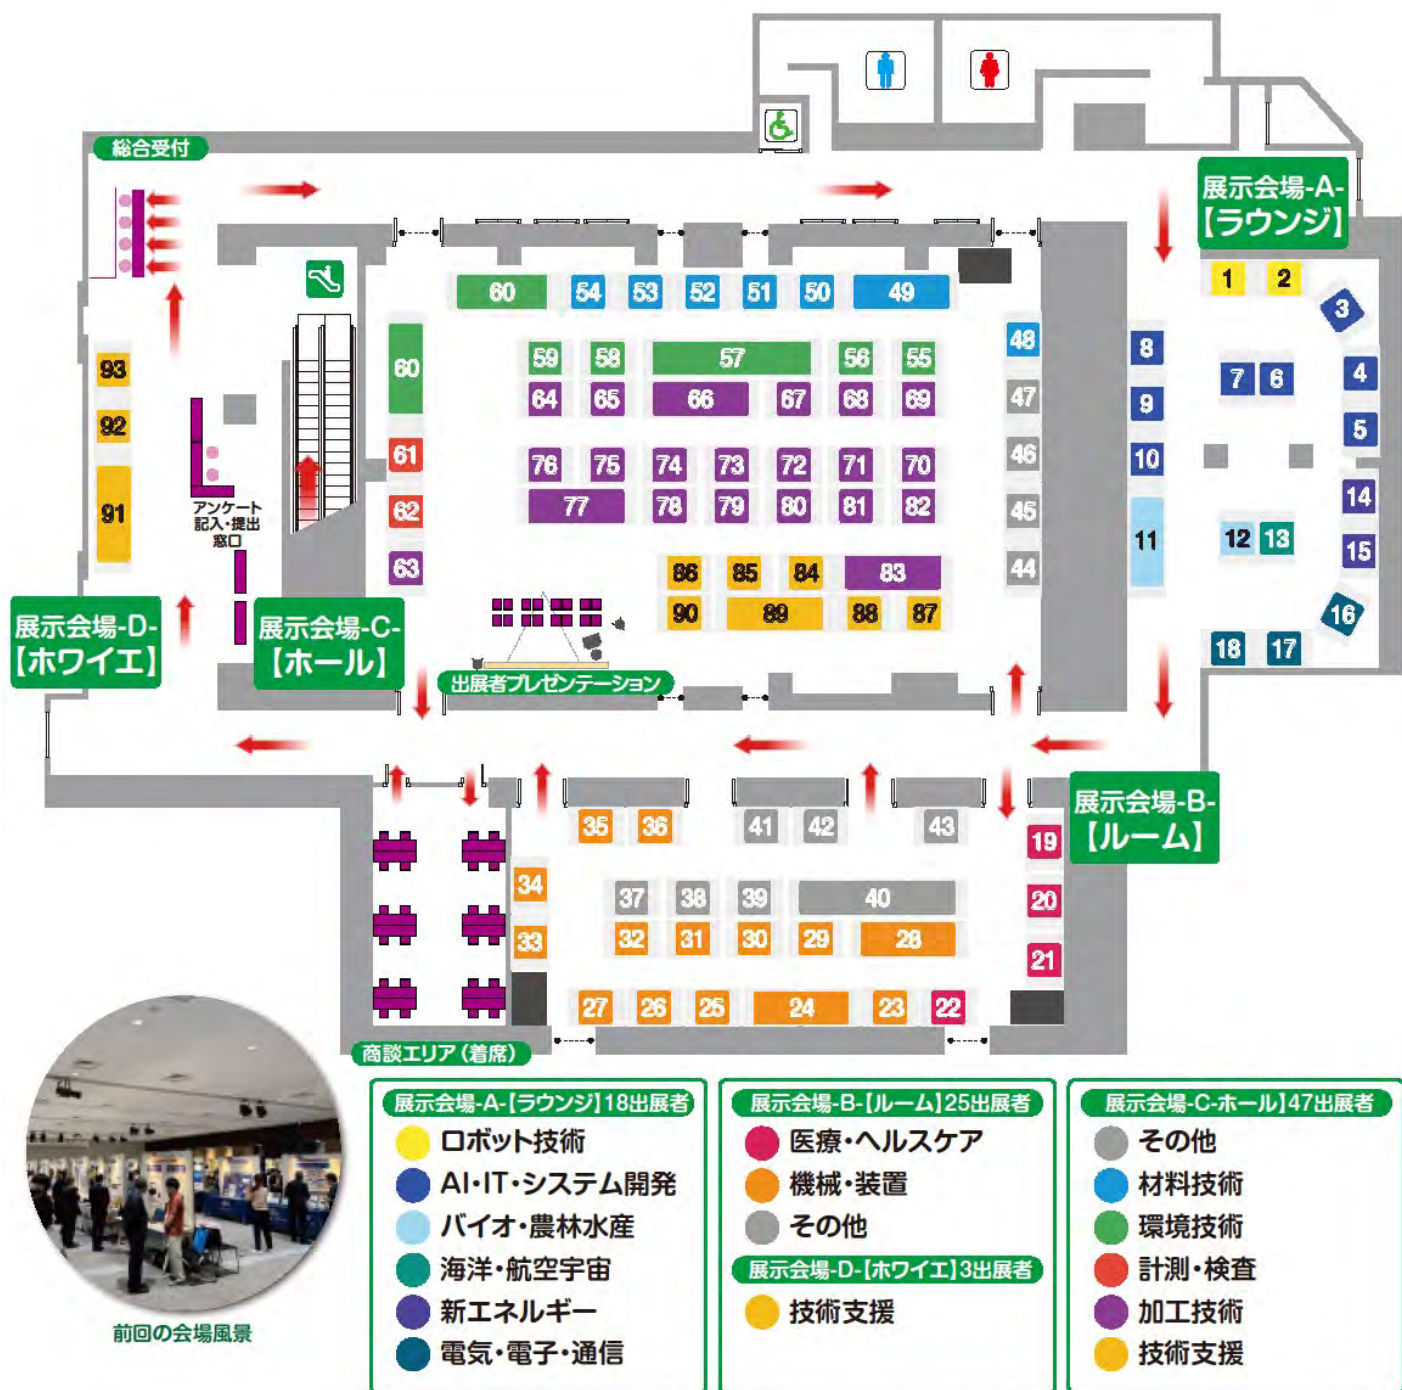 総合受付
展示会場-A-
【ラウンジ】
60
54
53
52
51
50
49
1
2
3
60
59
58
57
56
55
48
8
7
6
4
93
64
65
66
67
68
69
47
9
5
92
61
76
75
74
73
72
71
70
46
10
14
91
アンケート
記入・提出
窓口
62
77
78
79
80
81
82
45
11
12
13
15
63
86
85
84
83
44
90
89
88
87
16
18
17
展示会場-D-
【ホワイエ】
展示会場-C-
【ホール】
出展者プレゼンテーション
展示会場-B-
【ルーム】
35
36
41
42
43
19
34
37
38
39
40
20
33
32
31
30
29
28
21
27
26
25
24
23
22
商談エリア(着席)
前回の会場風景
展示会場-A-【ラウンジ】18出展者
ロボット技術
AI・IT・システム開発
バイオ・農林水産
海洋・航空宇宙
新エネルギー
電気・電子・通信
展示会場-B-【ルーム】25出展者
医療・ヘルスケア
機械・装置
その他
展示会場-D-【ホワイエ】3出展者
技術支援
展示会場-C-ホール】47出展者
その他
材料技術
環境技術
計測・検査
加工技術
技術支援